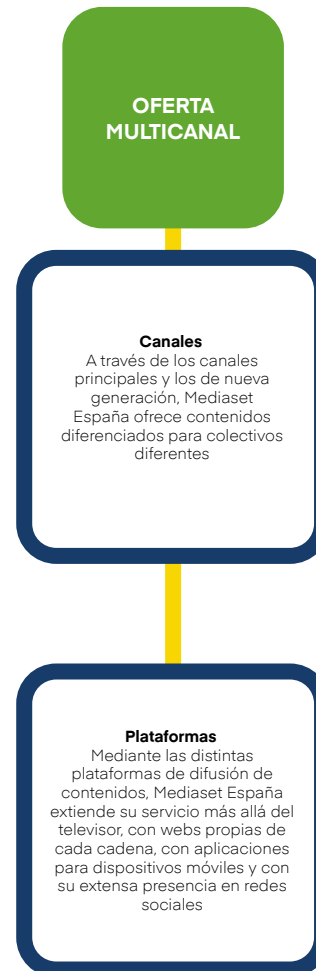 OFERTA
MULTICANAL
Canales
A través de los canales
principales y los de nueva
generación, Mediaset
España ofrece contenidos
diferenciados para colectivos
diferentes
Plataformas
Mediante las distintas
plataformas de difusión de
contenidos, Mediaset España
extiende su servicio más allá del
televisor, con webs propias de
cada cadena, con aplicaciones
para dispositivos móviles y con
su extensa presencia en redes
sociales